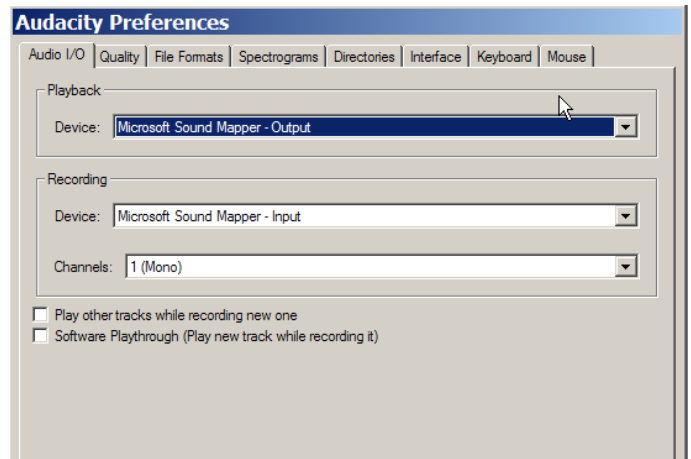 Audacity Preferences
Audio I/O Quality File Formats Spectrograms Directories Interface Keyboard Mouse
Playback
Device: Microsoft Sound Mapper - Output
Recording
Device: Microsoft Sound Mapper - Input
Channels: 1 (Mono)
Play other tracks while recording new one
Software Playthrough (Play new track while recording it)